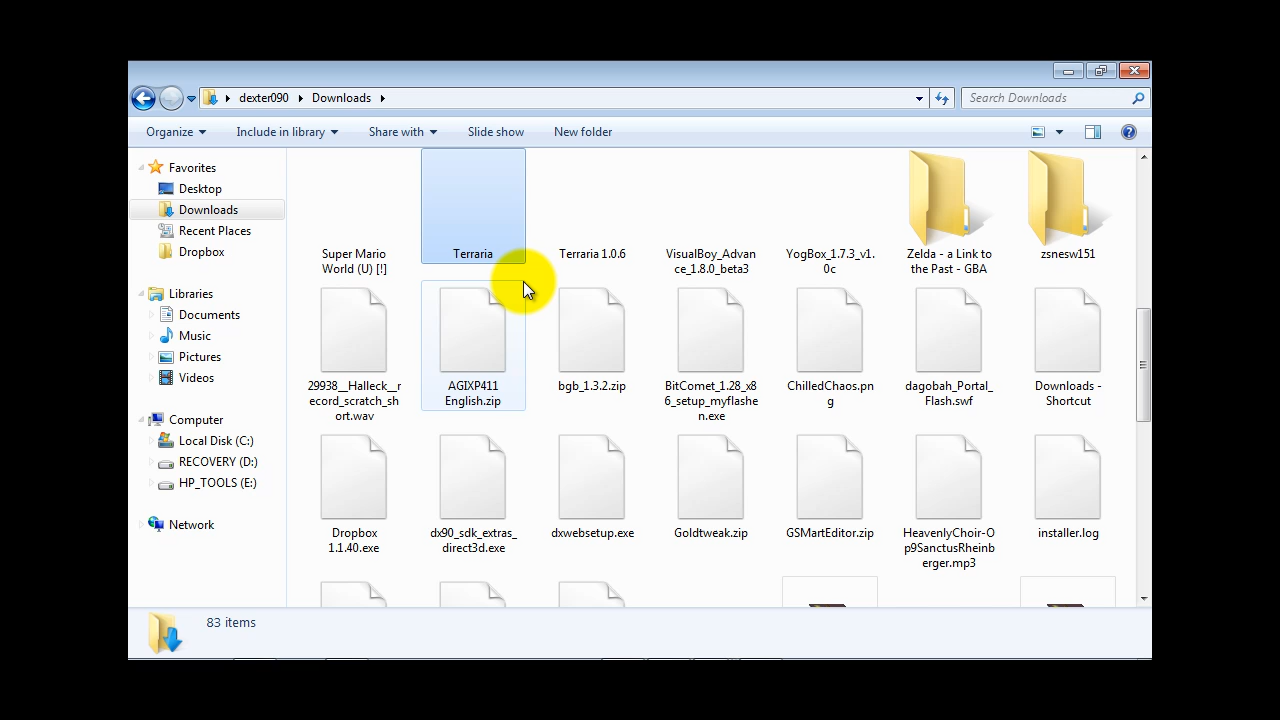 dexter090 Downloads
Search Downloads
Organize Include in library Share with Slide show New folder
Favorites
Desktop
Downloads
Recent Places
Dropbox
Libraries
Documents
Music
Pictures
Videos
Computer
Local Disk (C:)
RECOVERY (D:)
HP_TOOLS (E:)
Network
Super Mario
World (U) [!]
Terraria
Terraria 1.0.6
VisualBoy_Advan
ce_1.8.0_beta3
YogBox_1.7.3_v1.
0c
Zelda - a Link to
the Past - GBA
zsnesw151
29938__Halleck__r
ecord_scratch_sh
ort.wav
AGIXP411
English.zip
bgb_1.3.2.zip
BitComet_1.28_x8
6_setup_myflashe
n.exe
ChilledChaos.pn
g
dagobah_Portal_
Flash.swf
Downloads -
Shortcut
Dropbox
1.1.40.exe
dx90_sdk_extras_
direct3d.exe
dxwebsetup.exe
Goldtweak.zip
GSMartEditor.zip
HeavenlyChoir-O
p9SanctusRheinb
erger.mp3
installer.log
83 items